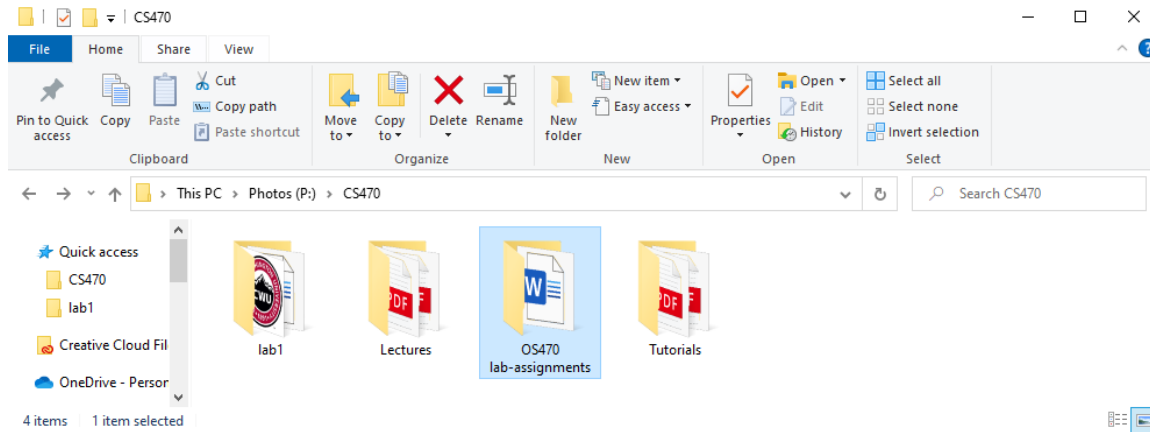 CS470
File Home Share View
Pin to Quick access
Copy
Paste
Cut
Copy path
Paste shortcut
Clipboard
Move to
Copy to
Delete
Rename
Organize
New folder
New item
Easy access
New
Properties
Open
Edit
History
Open
Select all
Select none
Invert selection
Select
This PC > Photos (P:) > CS470
Search CS470
Quick access
CS470
lab1
Creative Cloud Fil
OneDrive - Person
CWU
PDF
W
PDF
lab1
Lectures
OS470
lab-assignments
Tutorials
4 items 1 item selected